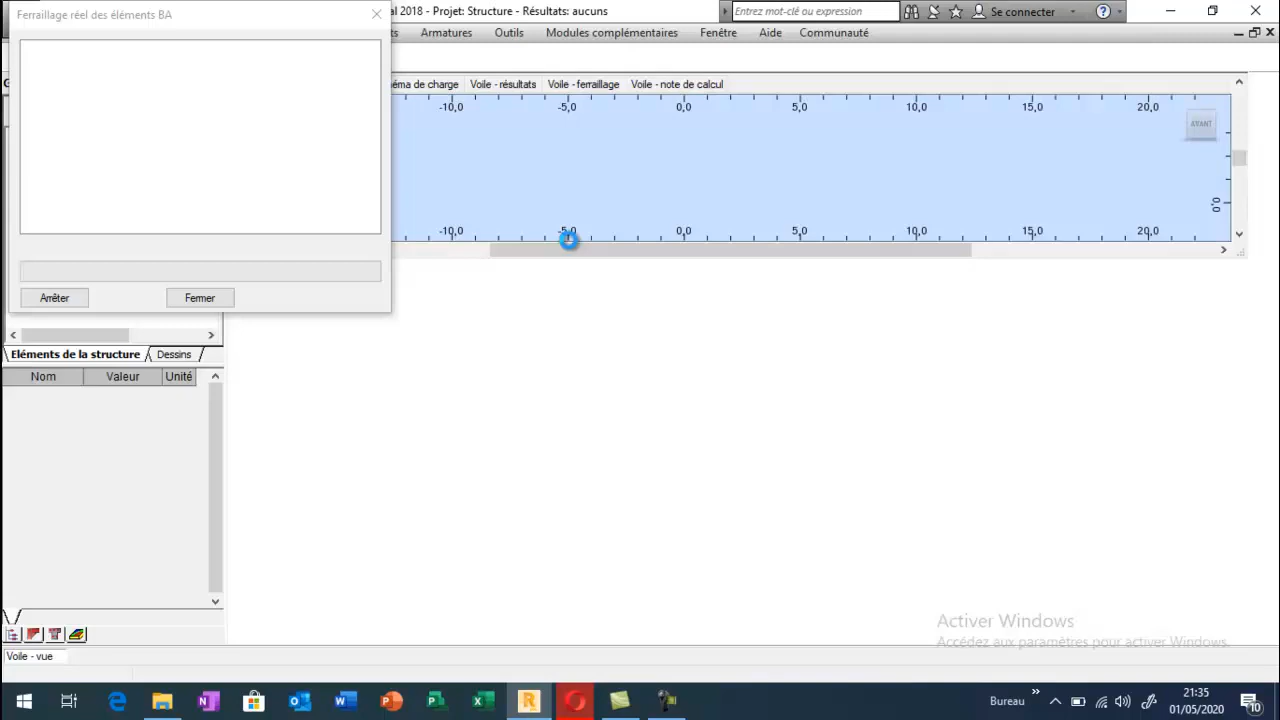 Ferraillage réel des éléments BA
al 2018 - Projet: Structure - Résultats: aucuns
Entrez mot-clé ou expression
Se connecter
Armatures
Outils
Modules complémentaires
Fenêtre
Aide
Communauté
éma de charge
Voile - résultats
Voile - ferraillage
Voile - note de calcul
-10,0
-5,0
0,0
5,0
10,0
15,0
20,0
AVANT
0,0
-10,0
-5,0
0,0
5,0
10,0
15,0
20,0
Arrêter
Fermer
Eléments de la structure
Dessins
Nom
Valeur
Unité
Activer Windows
Accédez aux paramètres pour activer Windows.
Voile - vue
Bureau
21:35
01/05/2020
10